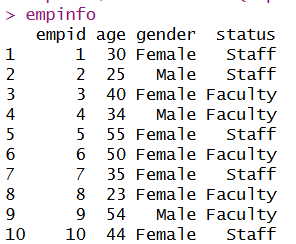 > empinfo
empid age gender status
1 1 30 Female Staff
2 2 25 Male Staff
3 3 40 Female Faculty
4 4 34 Male Faculty
5 5 55 Female Staff
6 6 50 Female Faculty
7 7 35 Female Staff
8 8 23 Female Faculty
9 9 54 Male Faculty
10 10 44 Female Staff